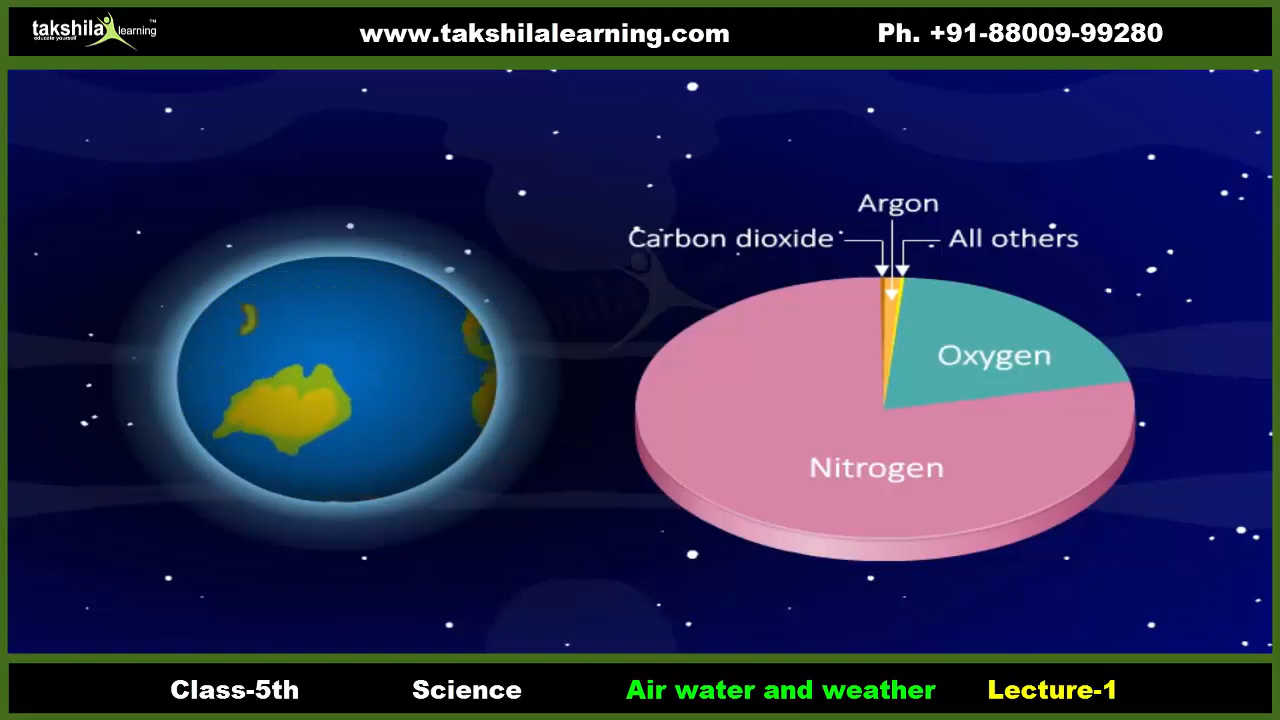 takshila learning™
educate yourself
www.takshilalearning.com
Ph. +91-88009-99280
Argon
Carbon dioxide
All others
Oxygen
Nitrogen
Class-5th
Science
Air water and weather
Lecture-1